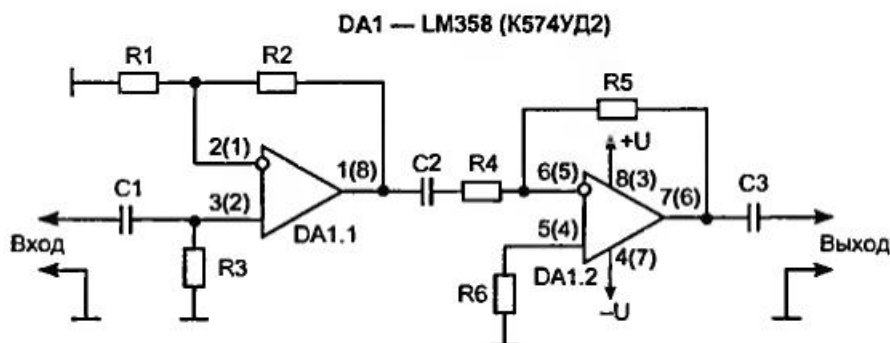 DA1 — LM358 (К574УД2)
R1
R2
R5
2(1)
1(8)
C2
R4
6(5)
+U
8(3)
7(6)
C3
C1
3(2)
DA1.1
5(4)
4(7)
Вход
R3
R6
DA1.2
–U
Выход